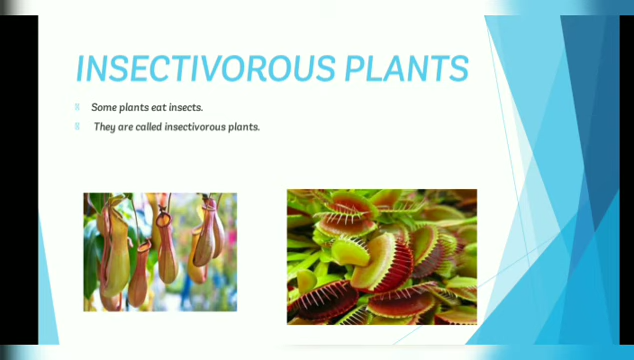 INSECTIVOROUS PLANTS
Some plants eat insects.
They are called insectivorous plants.